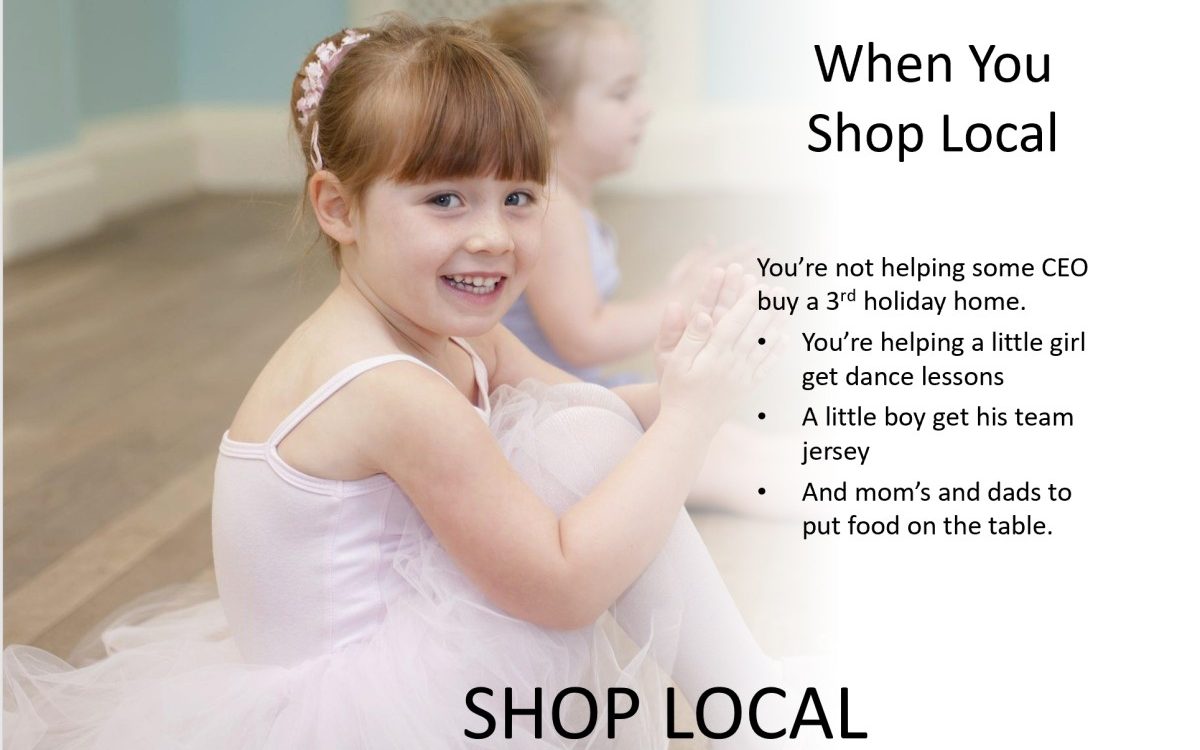 When You
Shop Local
You’re not helping some CEO
buy a 3rd holiday home.
• You’re helping a little girl
get dance lessons
• A little boy get his team
jersey
• And mom’s and dads to
put food on the table.
SHOP LOCAL